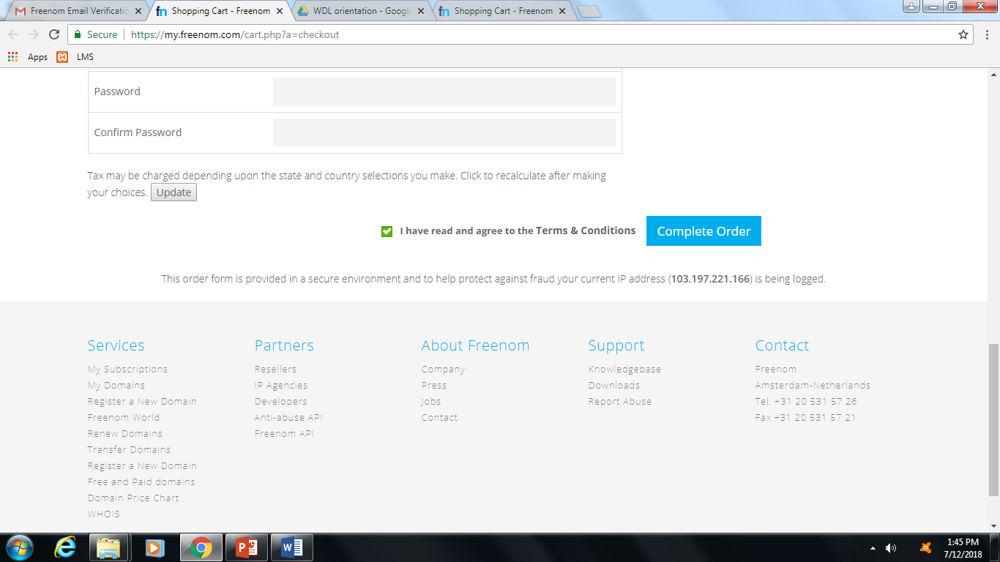 Freenom Email Verificatio
Shopping Cart - Freenom
WDL orientation - Google
Shopping Cart - Freenom
Secure
https://my.freenom.com/cart.php?a=checkout
Apps
LMS
Password
Confirm Password
Tax may be charged depending upon the state and country selections you make. Click to recalculate after making
your choices. Update
I have read and agree to the Terms & Conditions
Complete Order
This order form is provided in a secure environment and to help protect against fraud your current IP address (103.197.221.166) is being logged.
Services
My Subscriptions
My Domains
Register a New Domain
Freenom World
Renew Domains
Transfer Domains
Register a New Domain
Free and Paid domains
Domain Price Chart
WHOIS
Partners
Resellers
IP Agencies
Developers
Anti-abuse API
Freenom API
About Freenom
Company
Press
Jobs
Contact
Support
Knowledgebase
Downloads
Report Abuse
Contact
Freenom
Amsterdam-Netherlands
Tel. +31 20 531 57 26
Fax +31 20 531 57 21
1:45 PM
7/12/2018